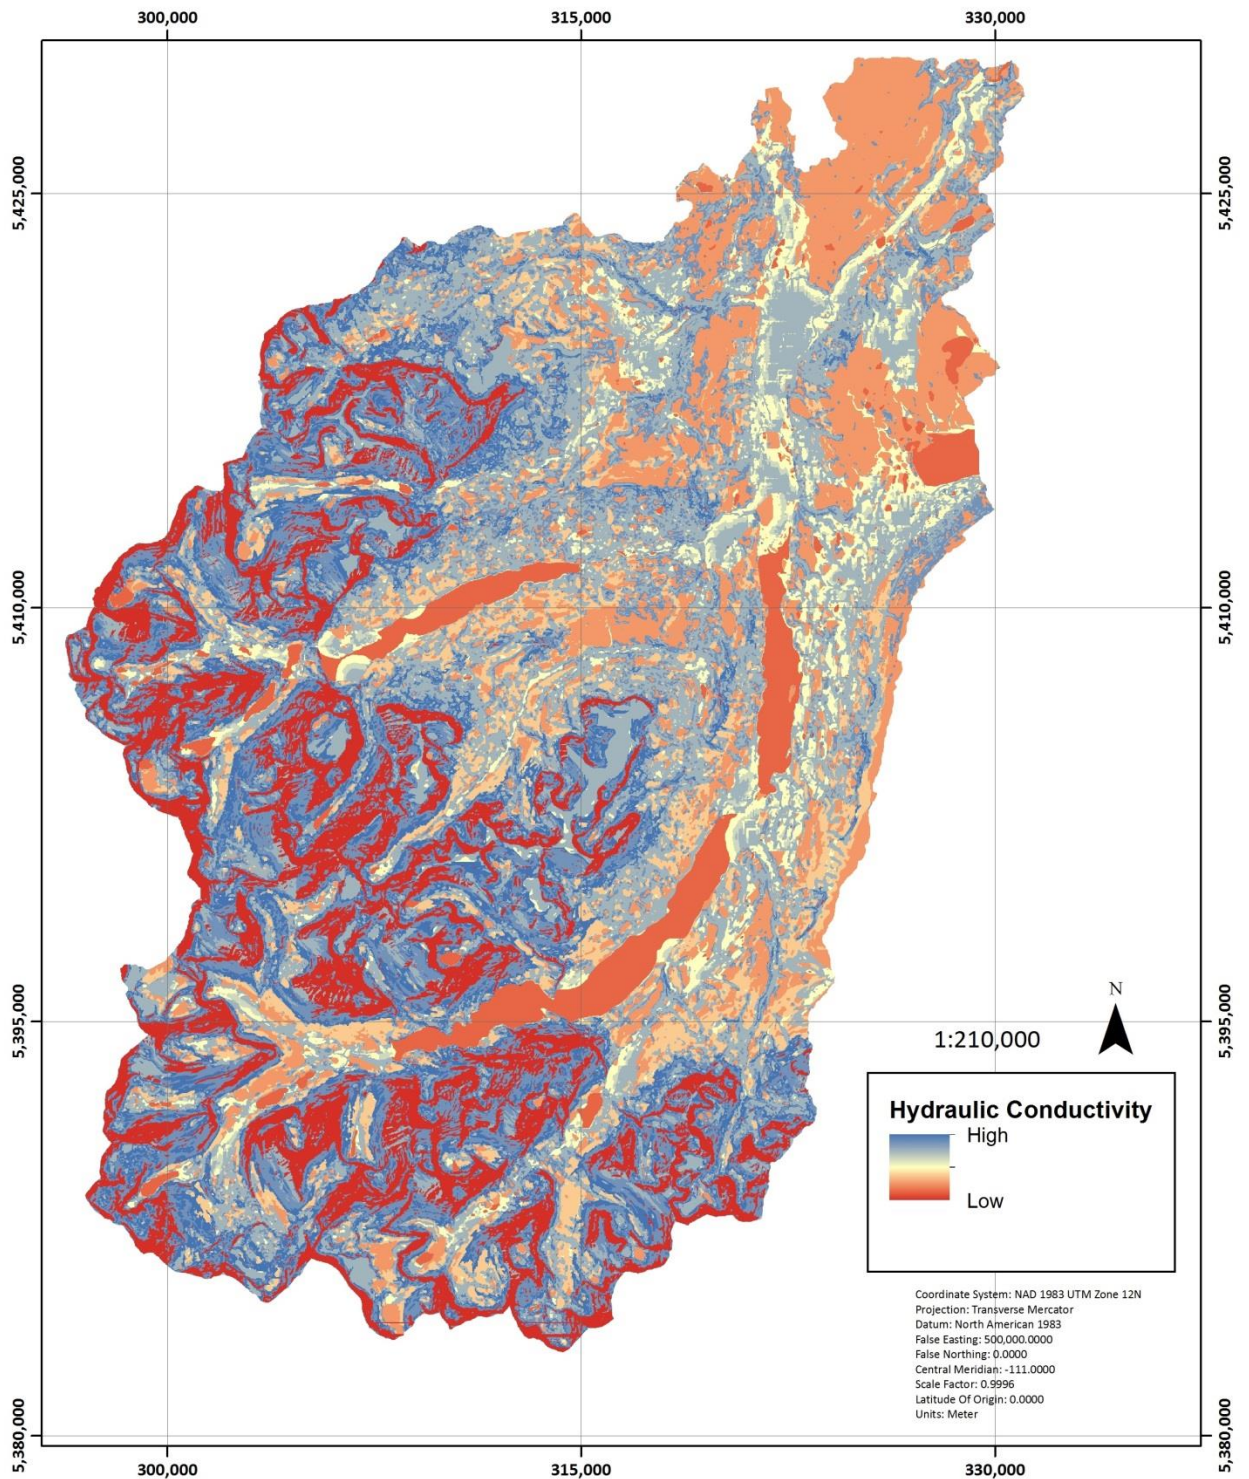 300,000 315,000 330,000
5,425,000 5,425,000
5,410,000 5,410,000
5,395,000 5,395,000
N
1:210,000
Hydraulic Conductivity
High
Low
Coordinate System: NAD 1983 UTM Zone 12N
Projection: Transverse Mercator
Datum: North American 1983
False Easting: 500,000.0000
False Northing: 0.0000
Central Meridian: -111.0000
Scale Factor: 0.9996
Latitude Of Origin: 0.0000
Units: Meter
5,380,000 5,380,000
300,000 315,000 330,000